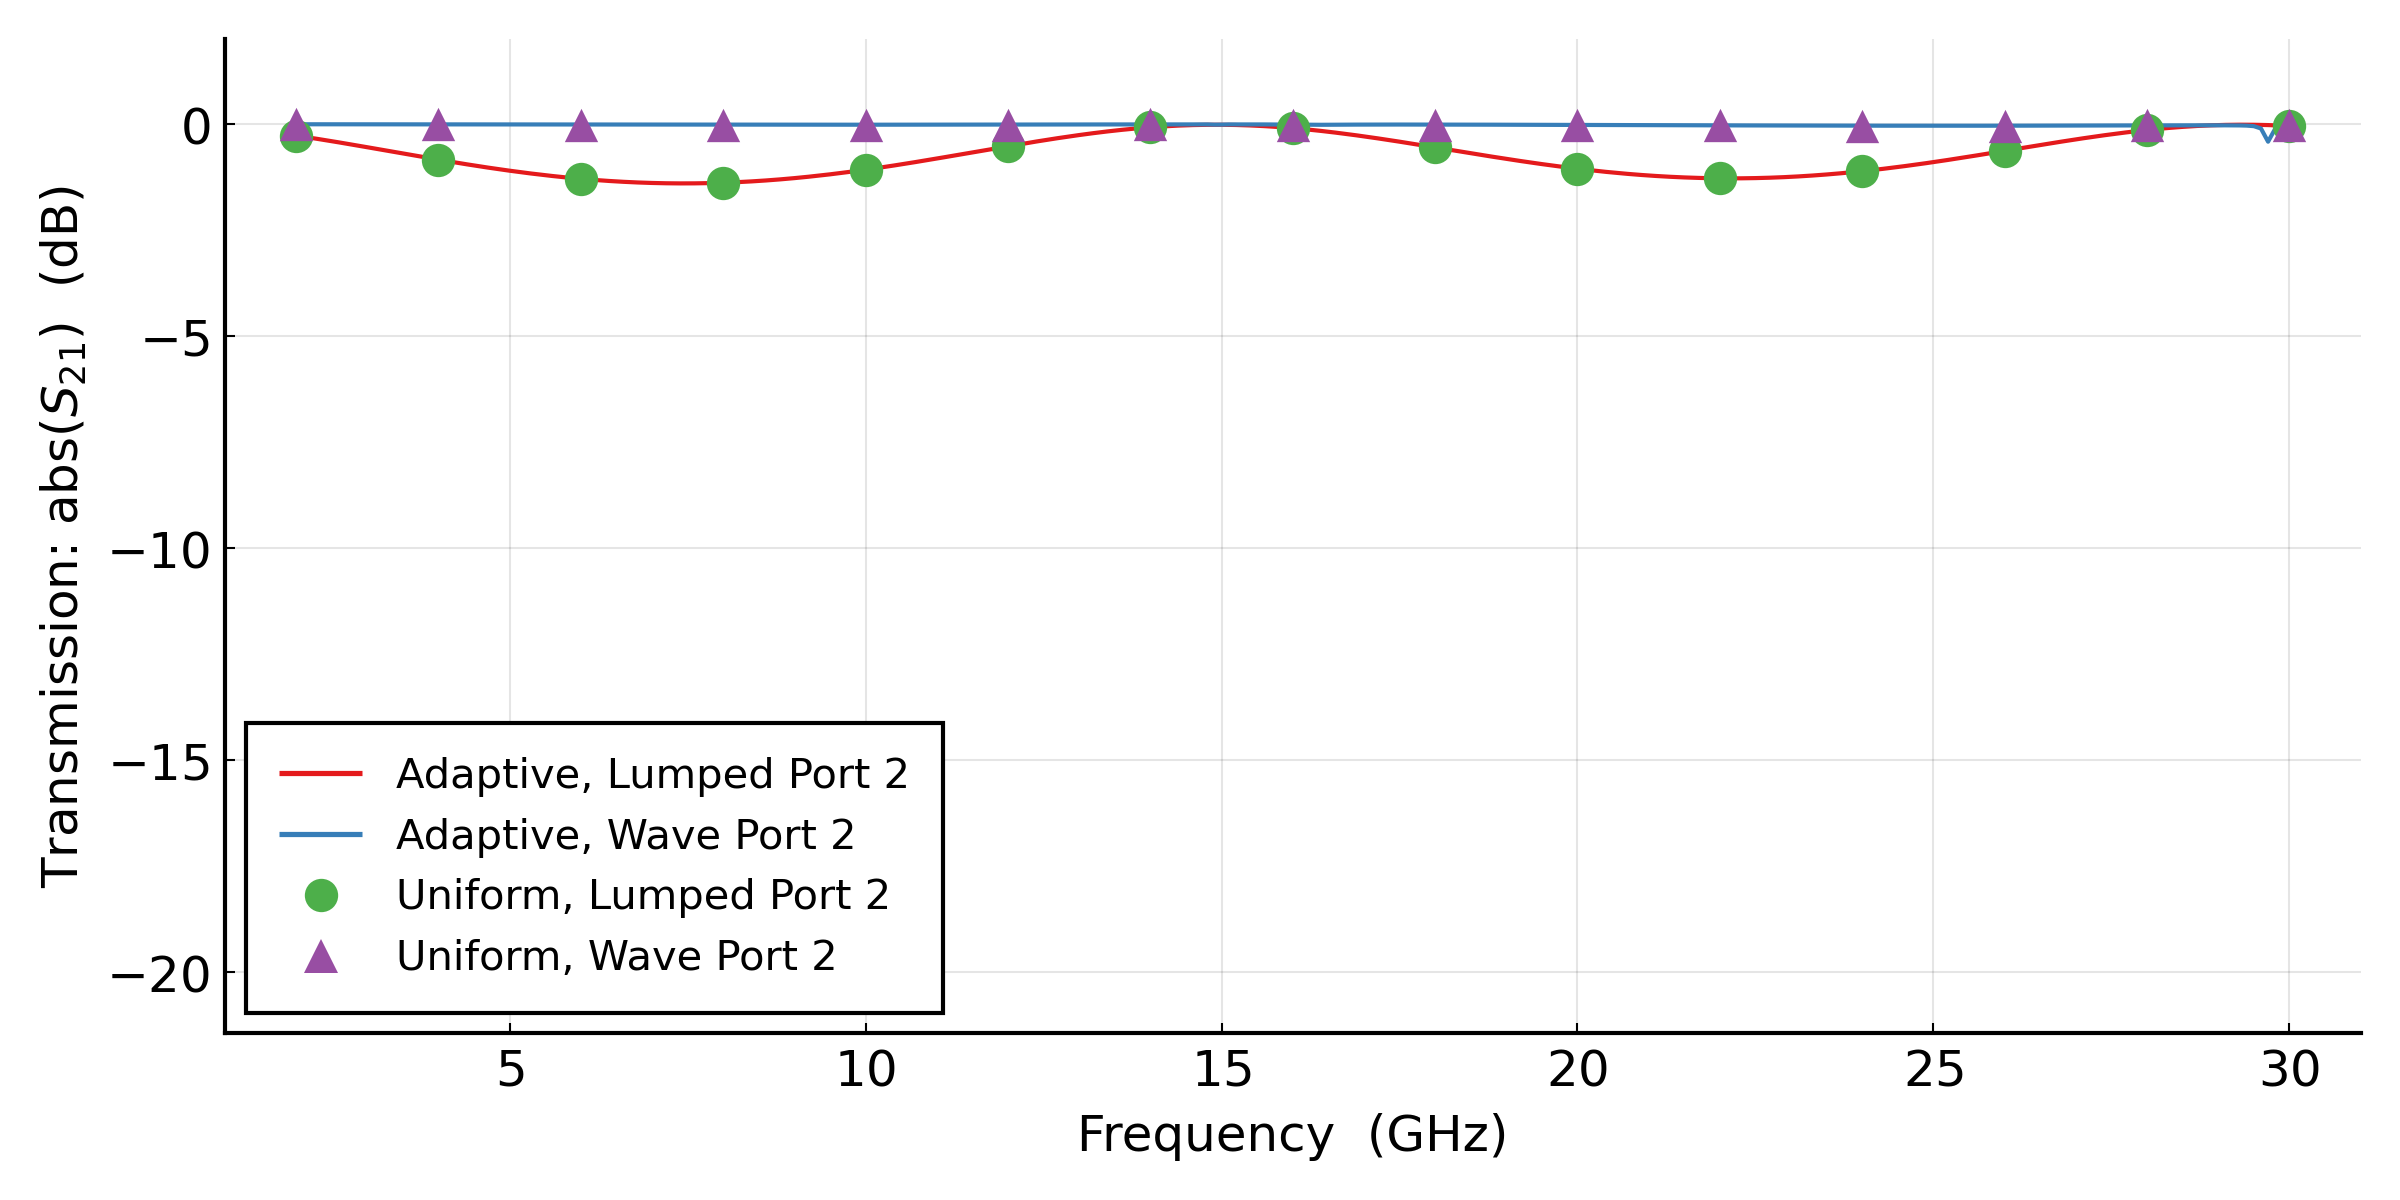 Transmission: abs(S₂₁) (dB)
0
−5
−10
−15
−20
Adaptive, Lumped Port 2
Adaptive, Wave Port 2
Uniform, Lumped Port 2
Uniform, Wave Port 2
5 10 15 20 25 30
Frequency (GHz)